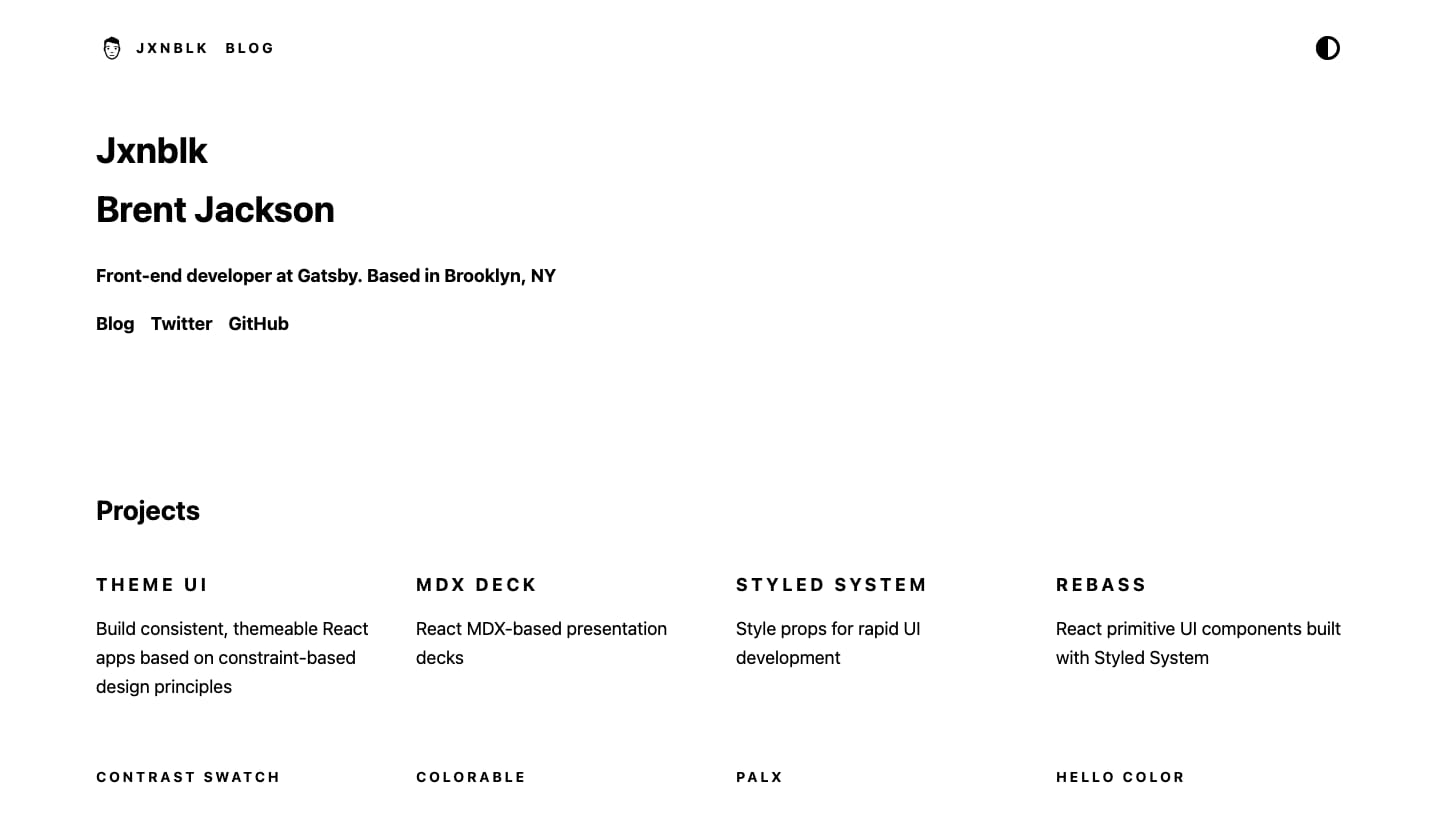 JXNBLK BLOG
Jxnblk
Brent Jackson
Front-end developer at Gatsby. Based in Brooklyn, NY
Blog Twitter GitHub
Projects
THEME UI
Build consistent, themeable React
apps based on constraint-based
design principles
MDX DECK
React MDX-based presentation
decks
STYLED SYSTEM
Style props for rapid UI
development
REBASS
React primitive UI components built
with Styled System
CONTRAST SWATCH
COLORABLE
PALX
HELLO COLOR